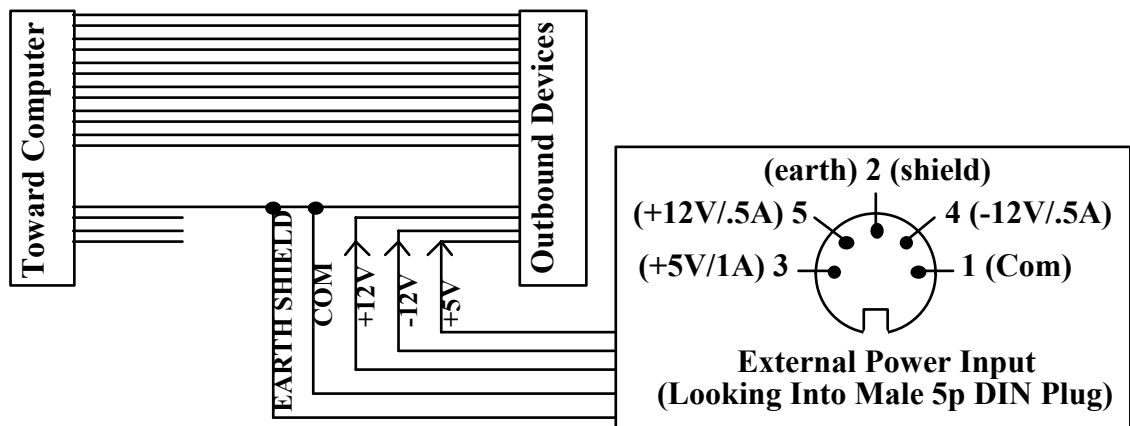 Toward Computer
Outbound Devices
EARTH SHIELD
COM
+12V
-12V
+5V
(earth) 2 (shield)
(+12V/.5A) 5
4 (-12V/.5A)
(+5V/1A) 3
1 (Com)
External Power Input
(Looking Into Male 5p DIN Plug)